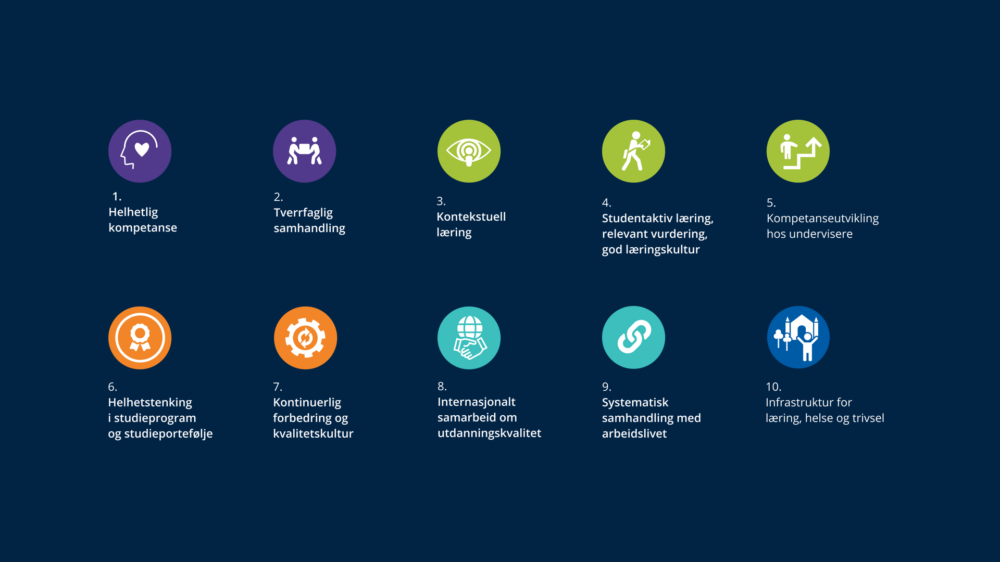 1.
Helhetlig
kompetanse
2.
Tverrfaglig
samhandling
3.
Kontekstuell
læring
4.
Studentaktiv læring,
relevant vurdering,
god læringskultur
5.
Kompetanseutvikling
hos undervisere
6.
Helhetstenking
i studieprogram
og studieportefølje
7.
Kontinuerlig
forbedring og
kvalitetskultur
8.
Internasjonalt
samarbeid om
utdanningskvalitet
9.
Systematisk
samhandling med
arbeidslivet
10.
Infrastruktur for
læring, helse og trivsel